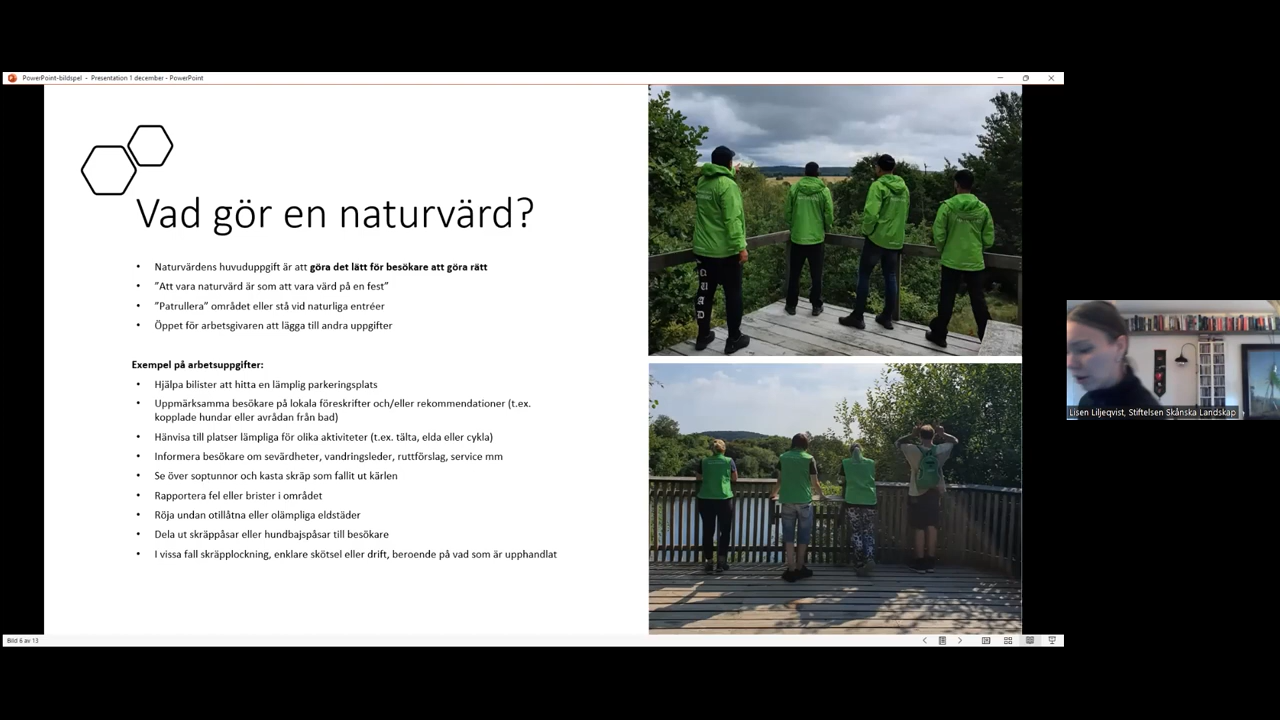 PowerPoint-bildspel - Presentation 1 december - PowerPoint
Vad gör en naturvärd?
• Naturvärdens huvuduppgift är att göra det lätt för besökare att göra rätt
• ”Att vara naturvärd är som att vara värd på en fest”
• ”Patrullera” området eller stå vid naturliga entréer
• Öppet för arbetsgivaren att lägga till andra uppgifter
Exempel på arbetsuppgifter:
• Hjälpa bilister att hitta en lämplig parkeringsplats
• Uppmärksamma besökare på lokala föreskrifter och/eller rekommendationer (t.ex.
kopplade hundar eller avrådan från bad)
• Hänvisa till platser lämpliga för olika aktiviteter (t.ex. tälta, elda eller cykla)
• Informera besökare om sevärdheter, vandringsleder, ruttförslag, service mm
• Se över soptunnor och kasta skräp som fallit ut kärlen
• Rapportera fel eller brister i området
• Röja undan otillåtna eller olämpliga eldstäder
• Dela ut skräppåsar eller hundbajspåsar till besökare
• I vissa fall skräpplockning, enklare skötsel eller drift, beroende på vad som är upphandlat
QUAD
Lisen Liljeqvist, Stiftelsen Skånska Landskap
Bild 6 av 13